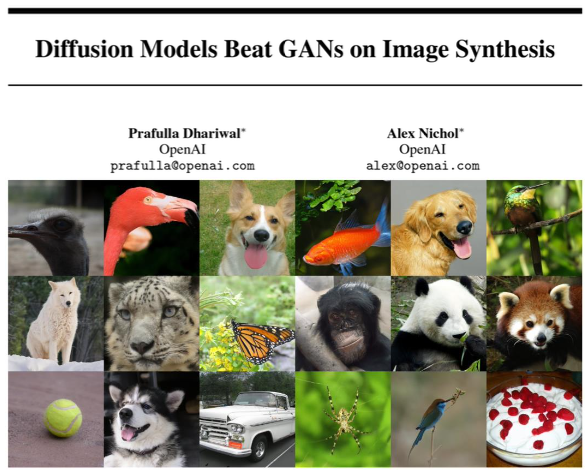 Diffusion Models Beat GANs on Image Synthesis
Prafulla Dhariwal*
OpenAI
prafulla@openai.com
Alex Nichol*
OpenAI
alex@openai.com